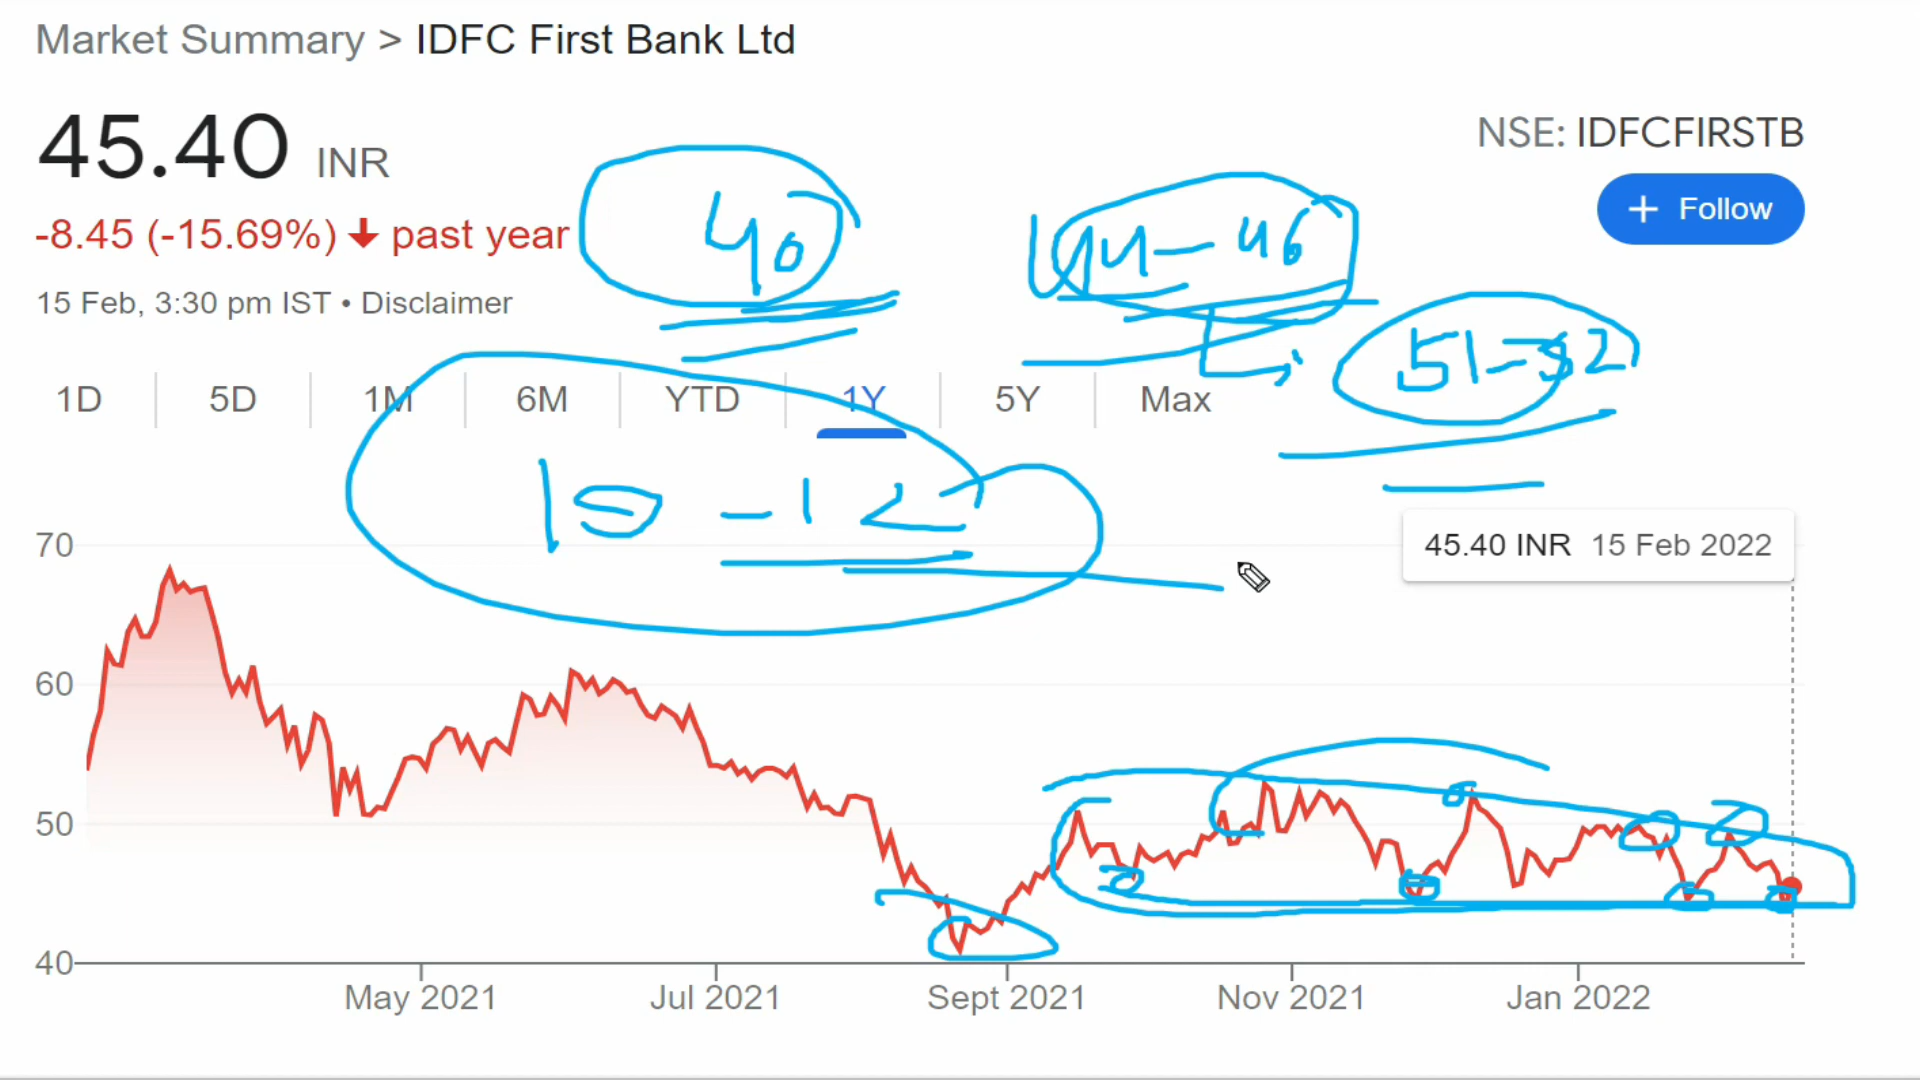 Market Summary > IDFC First Bank Ltd
45.40 INR
NSE: IDFCFIRSTB
-8.45 (-15.69%) past year
+ Follow
15 Feb, 3:30 pm IST • Disclaimer
40
44-46
51-52
1D 5D 1M 6M YTD 1Y 5Y Max
10 - 12
45.40 INR 15 Feb 2022
70
60
50
40
May 2021 Jul 2021 Sept 2021 Nov 2021 Jan 2022